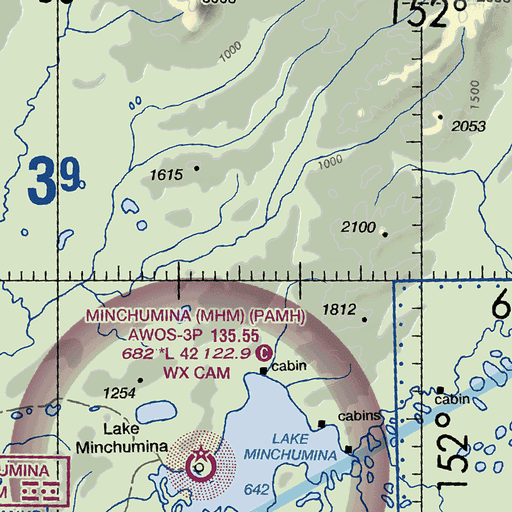 152°
1000
1500
2053
1000
39
1615
2100
6
MINCHUMINA (MHM) (PAMH)
1812
AWOS-3P 135.55
682 *L 42 122.9 C
cabin
WX CAM
1254
cabin
cabins
Lake
Minchumina
LAKE
MINCHUMINA
152°
UMINA
M
642